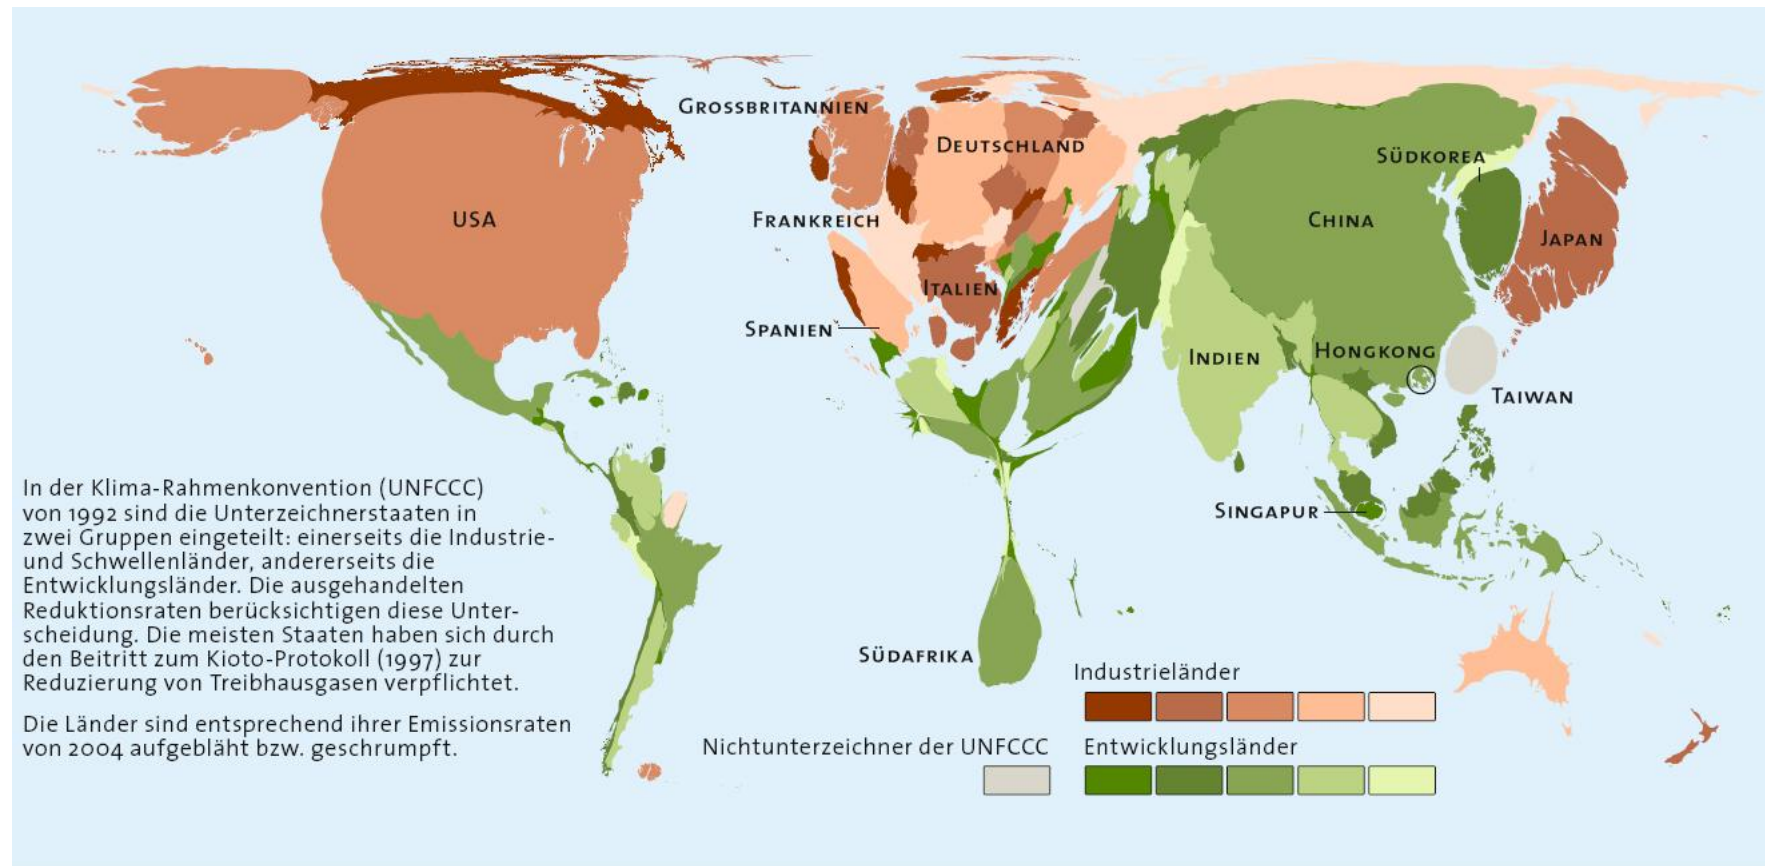 GROSSBRITANNIEN
DEUTSCHLAND
SÜDKOREA
USA
FRANKREICH
CHINA
JAPAN
ITALIEN
SPANIEN
INDIEN
HONGKONG
TAIWAN
SINGAPUR
SÜDAFRIKA
In der Klima-Rahmenkonvention (UNFCCC)
von 1992 sind die Unterzeichnerstaaten in
zwei Gruppen eingeteilt: einerseits die Industrie-
und Schwellenländer, andererseits die
Entwicklungsländer. Die ausgehandelten
Reduktionsraten berücksichtigen diese Unter-
scheidung. Die meisten Staaten haben sich durch
den Beitritt zum Kioto-Protokoll (1997) zur
Reduzierung von Treibhausgasen verpflichtet.
Die Länder sind entsprechend ihrer Emissionsraten
von 2004 aufgebläht bzw. geschrumpft.
Industrieländer
Nichtunterzeichner der UNFCCC
Entwicklungsländer